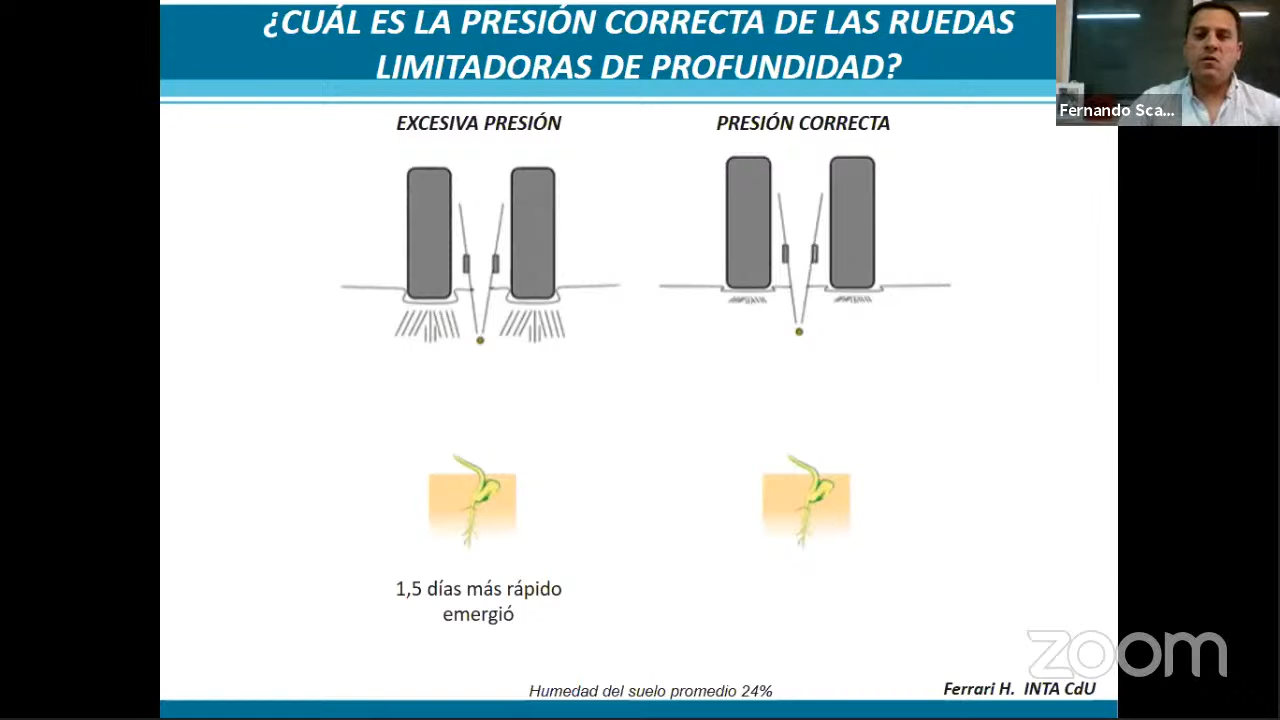 ¿CUÁL ES LA PRESIÓN CORRECTA DE LAS RUEDAS
LIMITADORAS DE PROFUNDIDAD?
Fernando Sca...
EXCESIVA PRESIÓN
PRESIÓN CORRECTA
1,5 días más rápido
emergió
zoom
Humedad del suelo promedio 24%
Ferrari H. INTA CdU